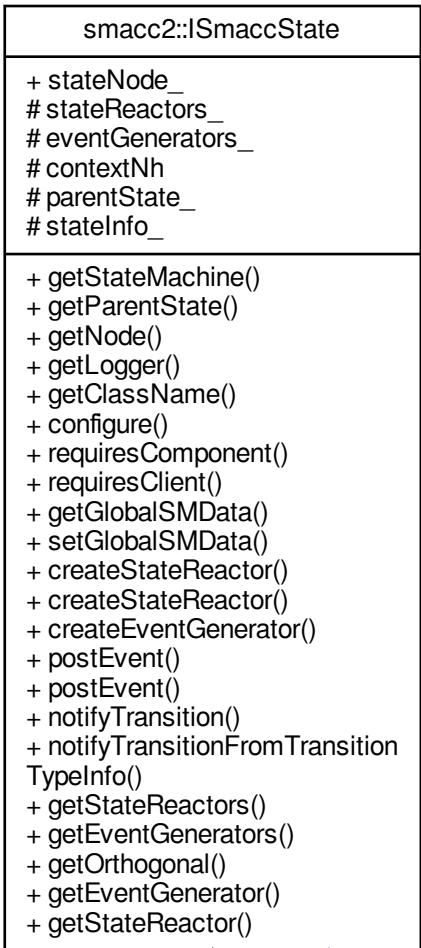 smacc2::ISmaccState
+ stateNode_
# stateReactors_
# eventGenerators_
# contextNh
# parentState_
# stateInfo_
+ getStateMachine()
+ getParentState()
+ getNode()
+ getLogger()
+ getClassName()
+ configure()
+ requiresComponent()
+ requiresClient()
+ getGlobalSMData()
+ setGlobalSMData()
+ createStateReactor()
+ createStateReactor()
+ createEventGenerator()
+ postEvent()
+ postEvent()
+ notifyTransition()
+ notifyTransitionFromTransition
TypeInfo()
+ getStateReactors()
+ getEventGenerators()
+ getOrthogonal()
+ getEventGenerator()
+ getStateReactor()